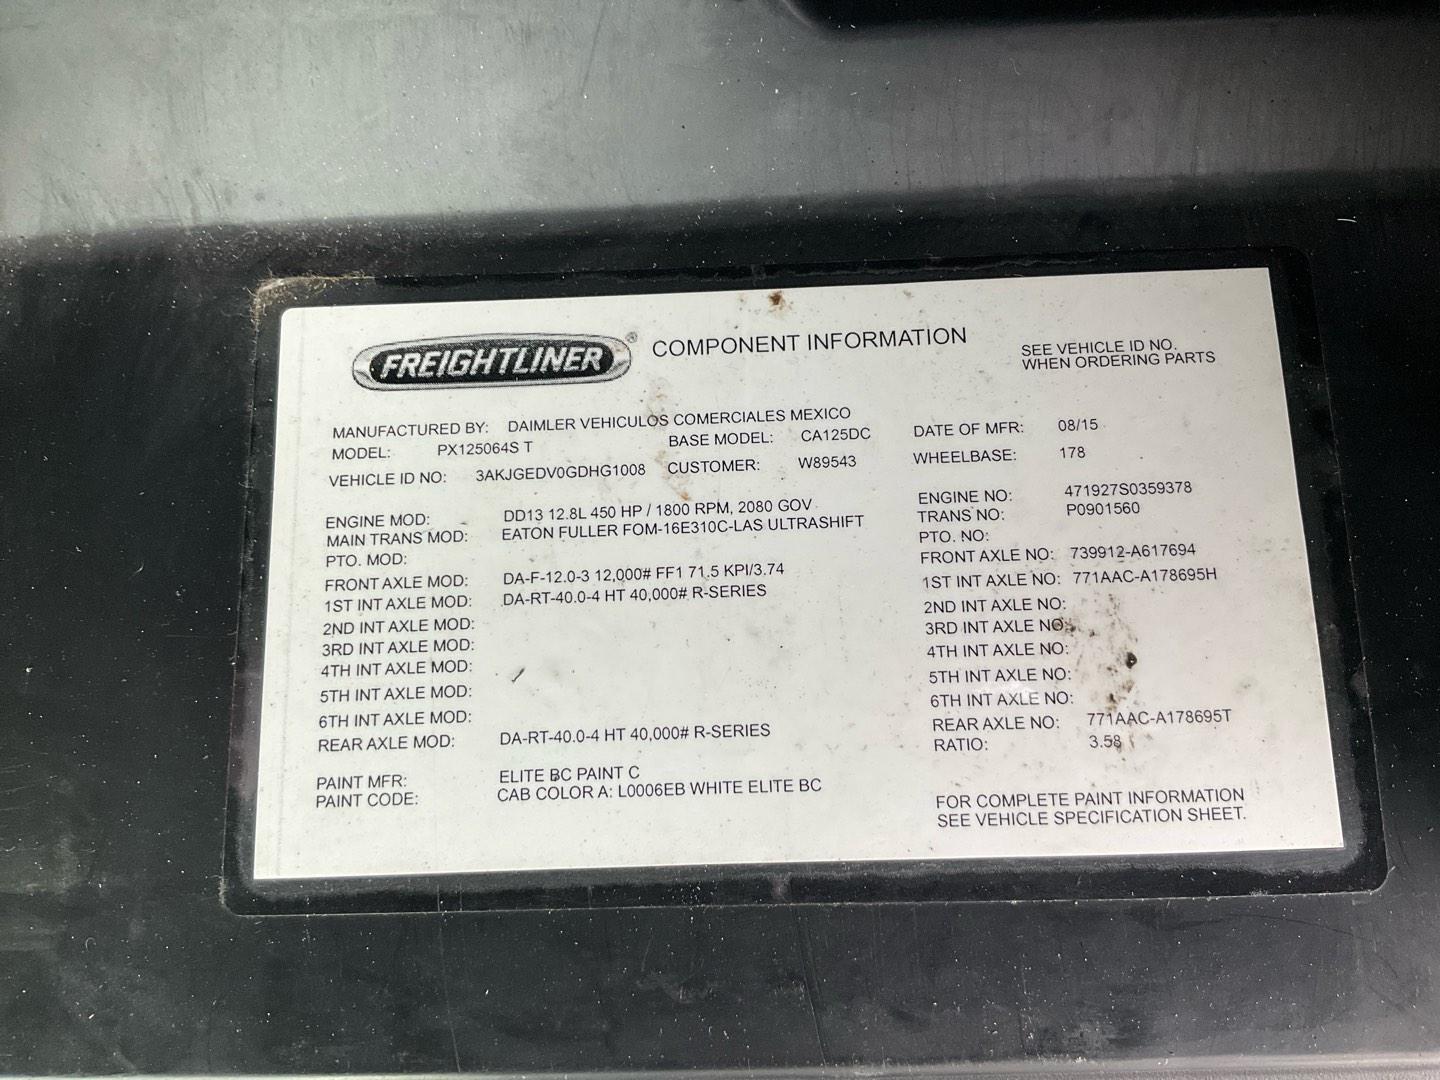 FREIGHTLINER ® COMPONENT INFORMATION
SEE VEHICLE ID NO.
WHEN ORDERING PARTS
MANUFACTURED BY: DAIMLER VEHICULOS COMERCIALES MEXICO
MODEL: PX125064S T BASE MODEL: CA125DC DATE OF MFR: 08/15
VEHICLE ID NO: 3AKJGEDV0GDHG1008 CUSTOMER: W89543 WHEELBASE: 178
ENGINE MOD: DD13 12.8L 450 HP / 1800 RPM, 2080 GOV ENGINE NO: 471927S0359378
MAIN TRANS MOD: EATON FULLER FOM-16E310C-LAS ULTRASHIFT TRANS NO: P0901560
PTO. MOD: PTO. NO:
FRONT AXLE MOD: DA-F-12.0-3 12,000# FF1 71.5 KPI/3.74 FRONT AXLE NO: 739912-A617694
1ST INT AXLE MOD: DA-RT-40.0-4 HT 40,000# R-SERIES 1ST INT AXLE NO: 771AAC-A178695H
2ND INT AXLE MOD: 2ND INT AXLE NO:
3RD INT AXLE MOD: 3RD INT AXLE NO:
4TH INT AXLE MOD: 4TH INT AXLE NO:
5TH INT AXLE MOD: 5TH INT AXLE NO:
6TH INT AXLE MOD: 6TH INT AXLE NO:
REAR AXLE MOD: DA-RT-40.0-4 HT 40,000# R-SERIES REAR AXLE NO: 771AAC-A178695T
RATIO: 3.58
PAINT MFR: ELITE BC PAINT C
PAINT CODE: CAB COLOR A: L0006EB WHITE ELITE BC
FOR COMPLETE PAINT INFORMATION
SEE VEHICLE SPECIFICATION SHEET.